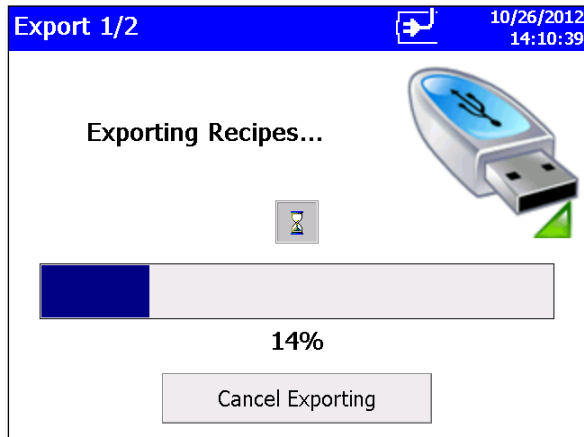 Export 1/2
10/26/2012
14:10:39
Exporting Recipes...
14%
Cancel Exporting